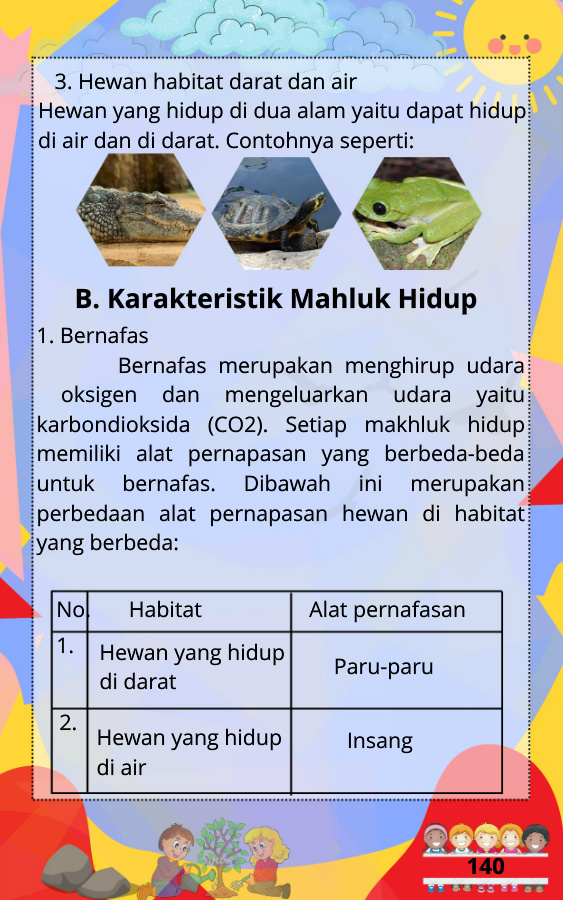 3. Hewan habitat darat dan air
Hewan yang hidup di dua alam yaitu dapat hidup
di air dan di darat. Contohnya seperti:
B. Karakteristik Mahluk Hidup
1. Bernafas
Bernafas merupakan menghirup udara
oksigen dan mengeluarkan udara yaitu
karbondioksida (CO2). Setiap makhluk hidup
memiliki alat pernapasan yang berbeda-beda
untuk bernafas. Dibawah ini merupakan
perbedaan alat pernapasan hewan di habitat
yang berbeda:
No. Habitat Alat pernafasan
1. Hewan yang hidup
di darat
Paru-paru
2. Hewan yang hidup
di air
Insang
140